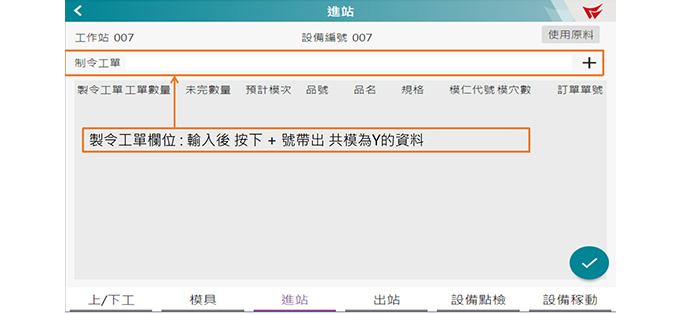 進站
工作站 007 設備編號 007 使用原料
制令工單 +
製令工單 工單數量 未完數量 預計模次 品號 品名 規格 模仁代號 模穴數 訂單單號
製令工單欄位 : 輸入後 按下 + 號帶出 共模為Y的資料
上/下工 模具 進站 出站 設備點檢 設備稼動